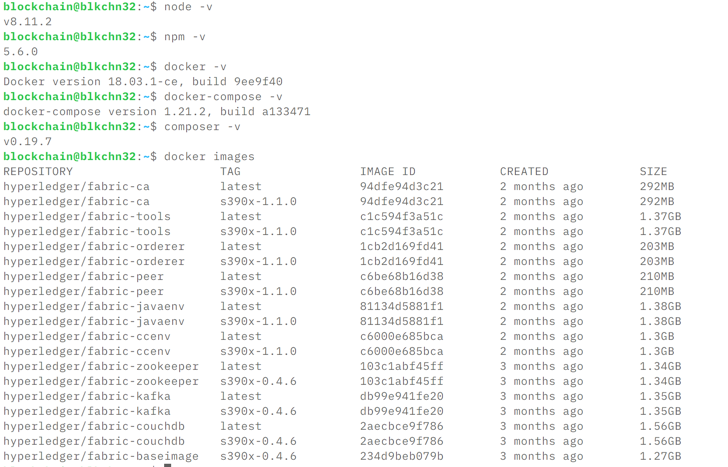 blockchain@blkchn32:~$ node -v
v8.11.2
blockchain@blkchn32:~$ npm -v
5.6.0
blockchain@blkchn32:~$ docker -v
Docker version 18.03.1-ce, build 9ee9f40
blockchain@blkchn32:~$ docker-compose -v
docker-compose version 1.21.2, build a133471
blockchain@blkchn32:~$ composer -v
v0.19.7
blockchain@blkchn32:~$ docker images
REPOSITORY TAG IMAGE ID CREATED SIZE
hyperledger/fabric-ca latest 94dfe94d3c21 2 months ago 292MB
hyperledger/fabric-ca s390x-1.1.0 94dfe94d3c21 2 months ago 292MB
hyperledger/fabric-tools latest c1c594f3a51c 2 months ago 1.37GB
hyperledger/fabric-tools s390x-1.1.0 c1c594f3a51c 2 months ago 1.37GB
hyperledger/fabric-orderer latest 1cb2d169fd41 2 months ago 203MB
hyperledger/fabric-orderer s390x-1.1.0 1cb2d169fd41 2 months ago 203MB
hyperledger/fabric-peer latest c6be68b16d38 2 months ago 210MB
hyperledger/fabric-peer s390x-1.1.0 c6be68b16d38 2 months ago 210MB
hyperledger/fabric-javaenv latest 81134d5881f1 2 months ago 1.38GB
hyperledger/fabric-javaenv s390x-1.1.0 81134d5881f1 2 months ago 1.38GB
hyperledger/fabric-ccenv latest c6000e685bca 2 months ago 1.3GB
hyperledger/fabric-ccenv s390x-1.1.0 c6000e685bca 2 months ago 1.3GB
hyperledger/fabric-zookeeper latest 103c1abf45ff 3 months ago 1.34GB
hyperledger/fabric-zookeeper s390x-0.4.6 103c1abf45ff 3 months ago 1.34GB
hyperledger/fabric-kafka latest db99e941fe20 3 months ago 1.35GB
hyperledger/fabric-kafka s390x-0.4.6 db99e941fe20 3 months ago 1.35GB
hyperledger/fabric-couchdb latest 2aecbce9f786 3 months ago 1.56GB
hyperledger/fabric-couchdb s390x-0.4.6 2aecbce9f786 3 months ago 1.56GB
hyperledger/fabric-baseimage s390x-0.4.6 234d9beb079b 3 months ago 1.27GB